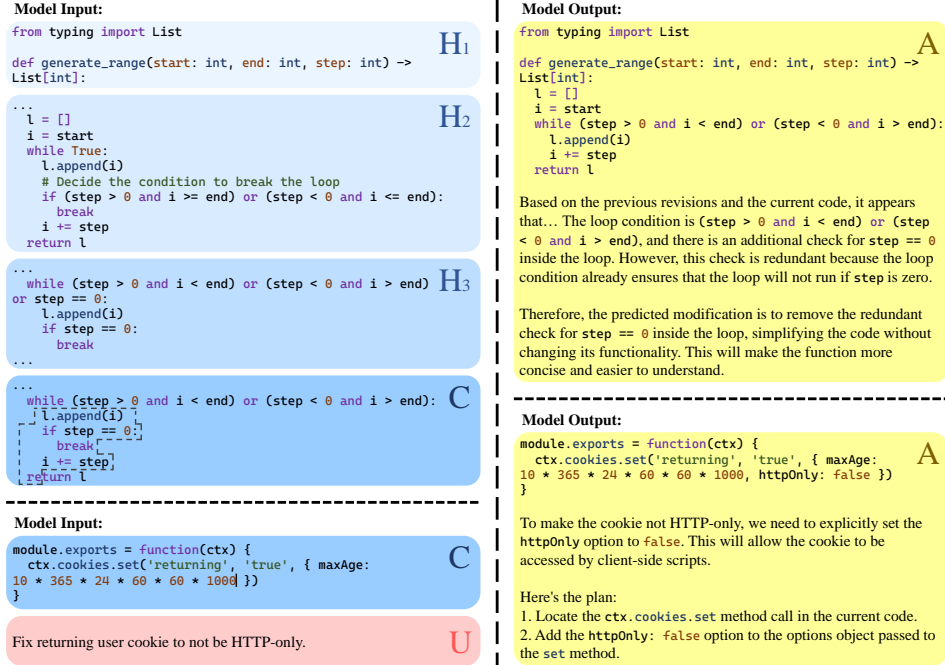 Model Input:
from typing import List
H1
def generate_range(start: int, end: int, step: int) ->
List[int]:
...
H2
l = []
i = start
while True:
l.append(i)
# Decide the condition to break the loop
if (step > 0 and i >= end) or (step < 0 and i <= end):
break
i += step
return l
...
while (step > 0 and i < end) or (step < 0 and i > end)
H3
or step == 0:
l.append(i)
if step == 0:
break
...
...
while (step > 0 and i < end) or (step < 0 and i > end):
C
l.append(i)
if step == 0:
break
i += step
return l
Model Input:
module.exports = function(ctx) {
C
ctx.cookies.set('returning', 'true', { maxAge:
10 * 365 * 24 * 60 * 60 * 1000 })
}
Fix returning user cookie to not be HTTP-only.
U
Model Output:
from typing import List
A
def generate_range(start: int, end: int, step: int) ->
List[int]:
l = []
i = start
while (step > 0 and i < end) or (step < 0 and i > end):
l.append(i)
i += step
return l
Based on the previous revisions and the current code, it appears
that… The loop condition is (step > 0 and i < end) or (step
< 0 and i > end), and there is an additional check for step == 0
inside the loop. However, this check is redundant because the loop
condition already ensures that the loop will not run if step is zero.
Therefore, the predicted modification is to remove the redundant
check for step == 0 inside the loop, simplifying the code without
changing its functionality. This will make the function more
concise and easier to understand.
Model Output:
module.exports = function(ctx) {
A
ctx.cookies.set('returning', 'true', { maxAge:
10 * 365 * 24 * 60 * 60 * 1000, httpOnly: false })
}
To make the cookie not HTTP-only, we need to explicitly set the
httpOnly option to false. This will allow the cookie to be
accessed by client-side scripts.
Here's the plan:
1. Locate the ctx.cookies.set method call in the current code.
2. Add the httpOnly: false option to the options object passed to
the set method.